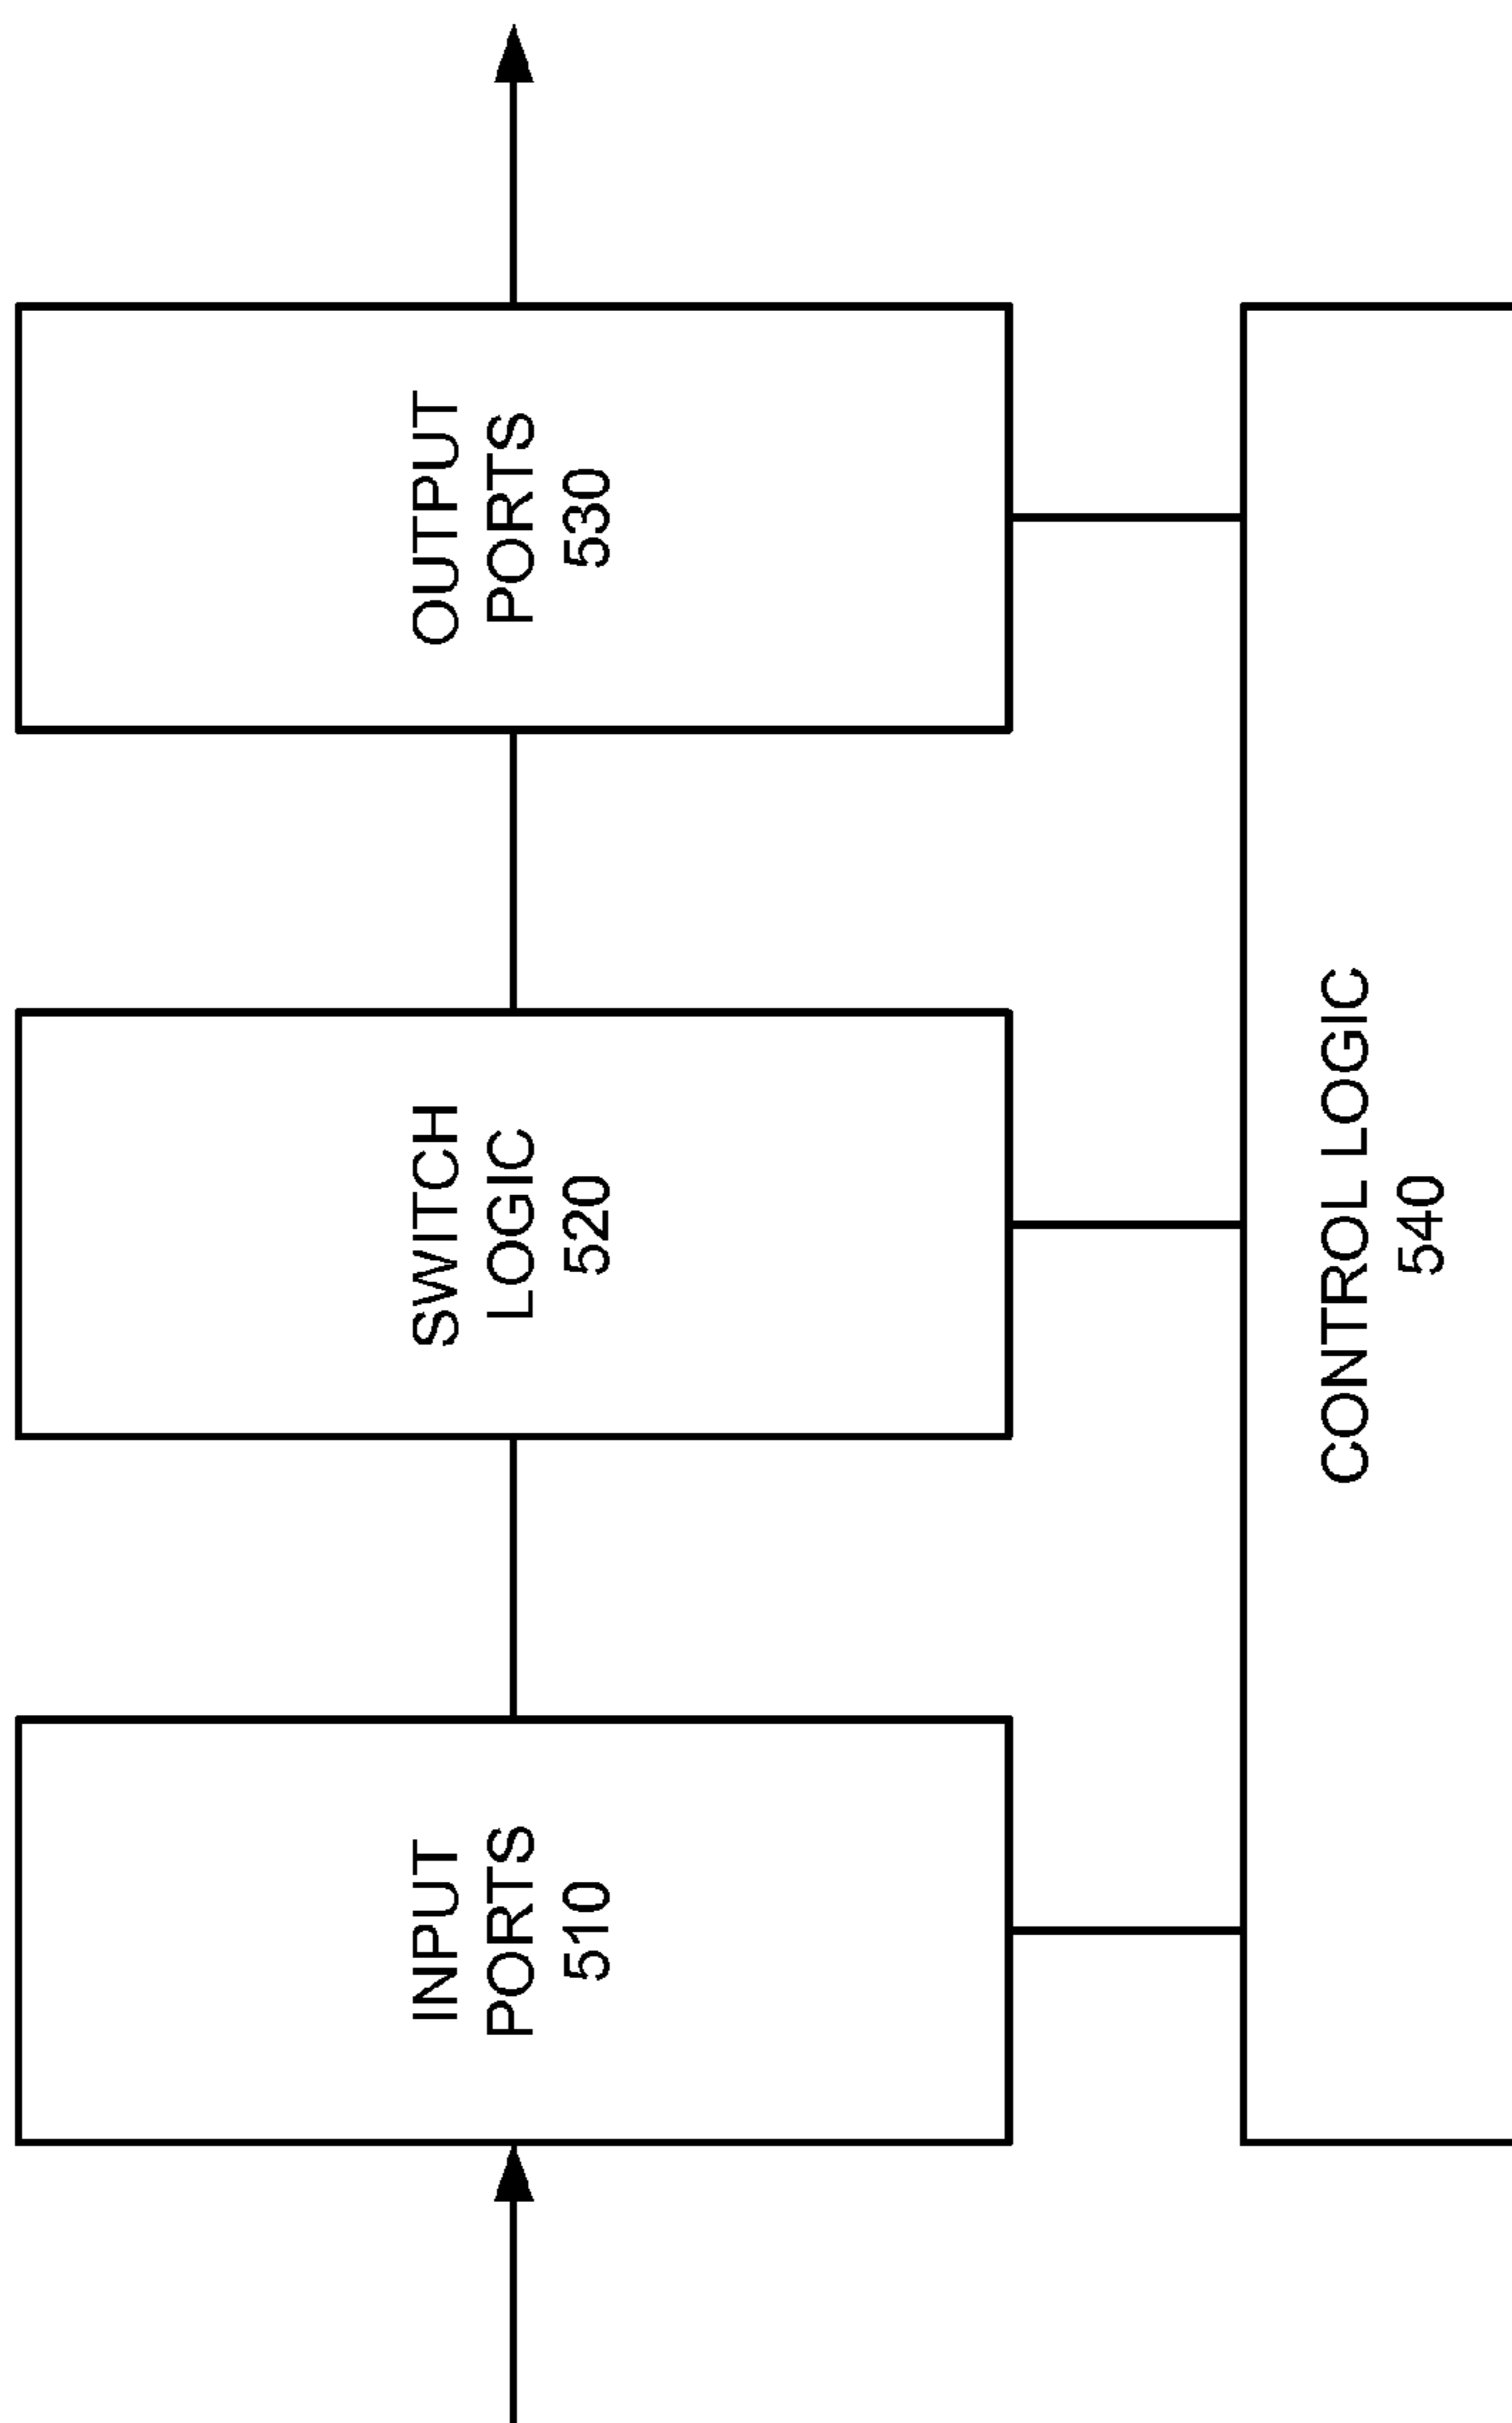 INPUT
PORTS
510
SWITCH
LOGIC
520
OUTPUT
PORTS
530
CONTROL LOGIC
540